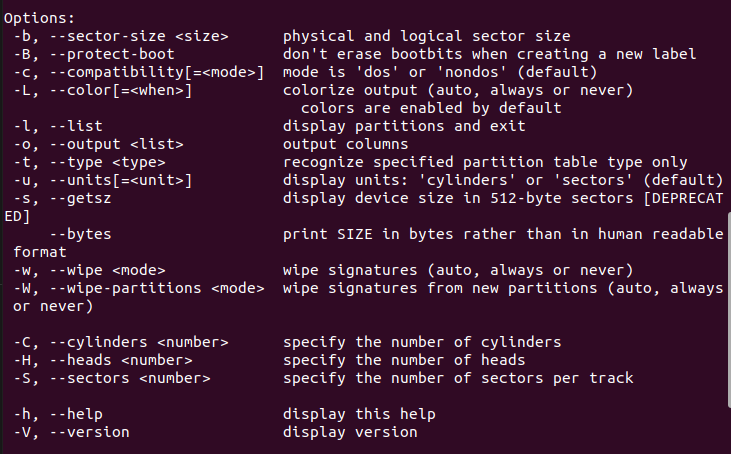 Options:
 -b, --sector-size <size>      physical and logical sector size
 -B, --protect-boot            don't erase bootbits when creating a new label
 -c, --compatibility[=<mode>]  mode is 'dos' or 'nondos' (default)
 -L, --color[=<when>]          colorize output (auto, always or never)
                                 colors are enabled by default
 -l, --list                    display partitions and exit
 -o, --output <list>           output columns
 -t, --type <type>             recognize specified partition table type only
 -u, --units[=<unit>]          display units: 'cylinders' or 'sectors' (default)
 -s, --getsz                   display device size in 512-byte sectors [DEPRECAT
ED]
     --bytes                   print SIZE in bytes rather than in human readable
 format
 -w, --wipe <mode>             wipe signatures (auto, always or never)
 -W, --wipe-partitions <mode>  wipe signatures from new partitions (auto, always
 or never)

 -C, --cylinders <number>      specify the number of cylinders
 -H, --heads <number>          specify the number of heads
 -S, --sectors <number>        specify the number of sectors per track

 -h, --help                    display this help
 -V, --version                 display version